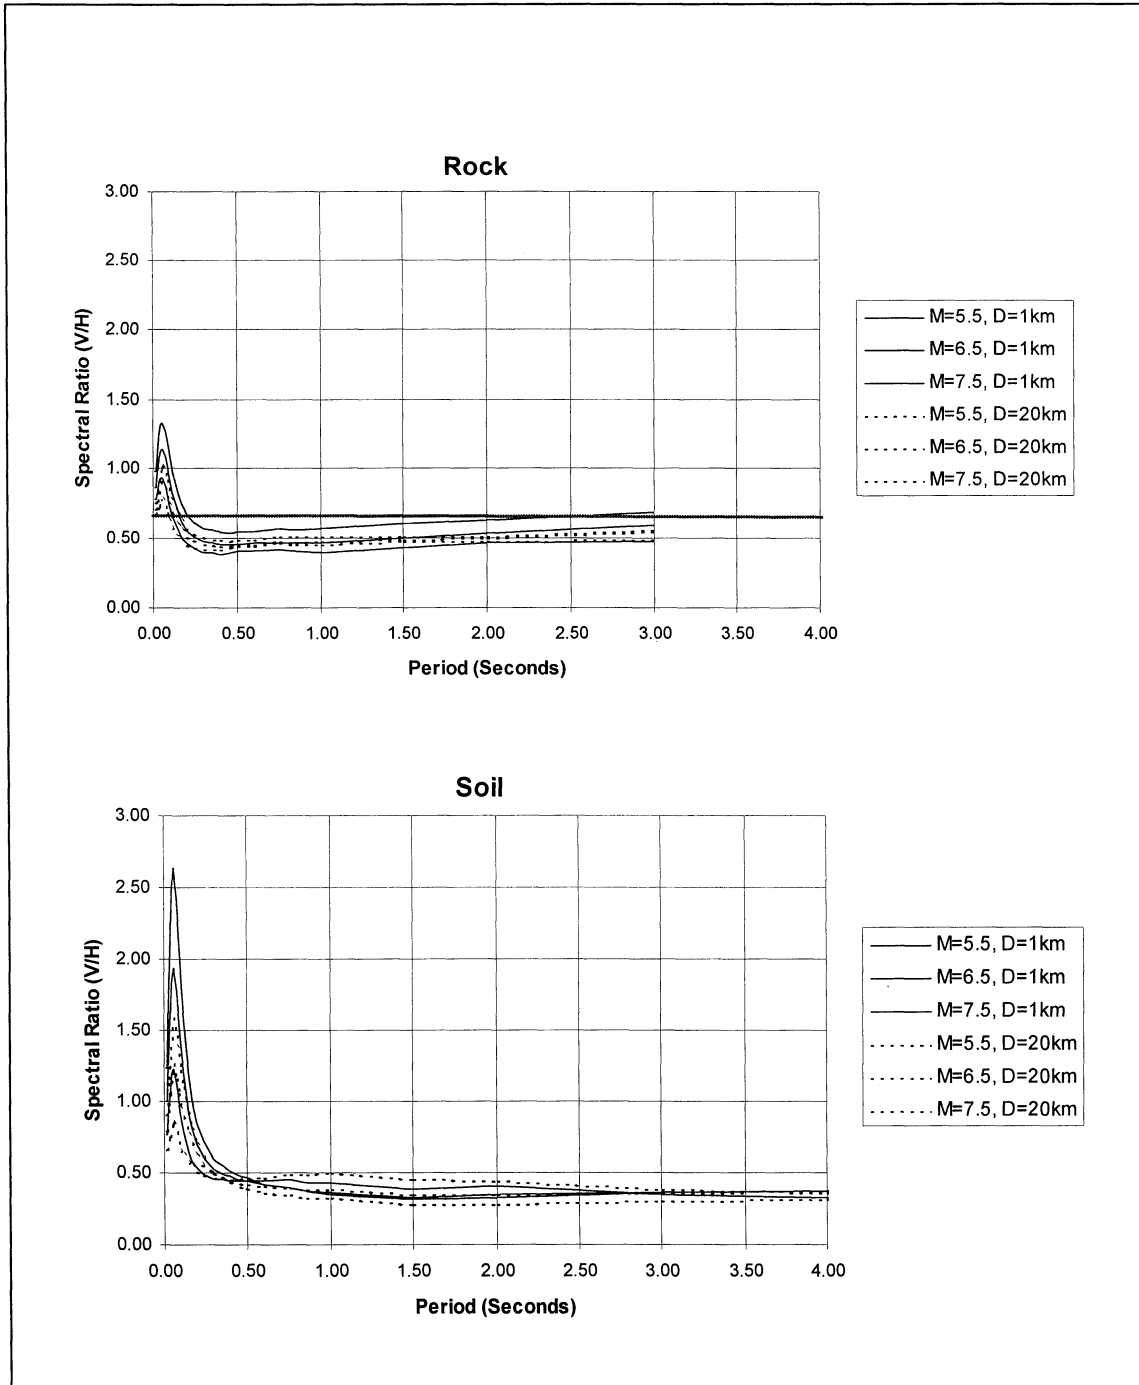 Rock
3.00
2.50
2.00
1.50
1.00
0.50
0.00
Spectral Ratio (V/H)
0.00 0.50 1.00 1.50 2.00 2.50 3.00 3.50 4.00
Period (Seconds)
M=5.5, D=1km
M=6.5, D=1km
M=7.5, D=1km
M=5.5, D=20km
M=6.5, D=20km
M=7.5, D=20km
Soil
3.00
2.50
2.00
1.50
1.00
0.50
0.00
Spectral Ratio (V/H)
0.00 0.50 1.00 1.50 2.00 2.50 3.00 3.50 4.00
Period (Seconds)
M=5.5, D=1km
M=6.5, D=1km
M=7.5, D=1km
M=5.5, D=20km
M=6.5, D=20km
M=7.5, D=20km